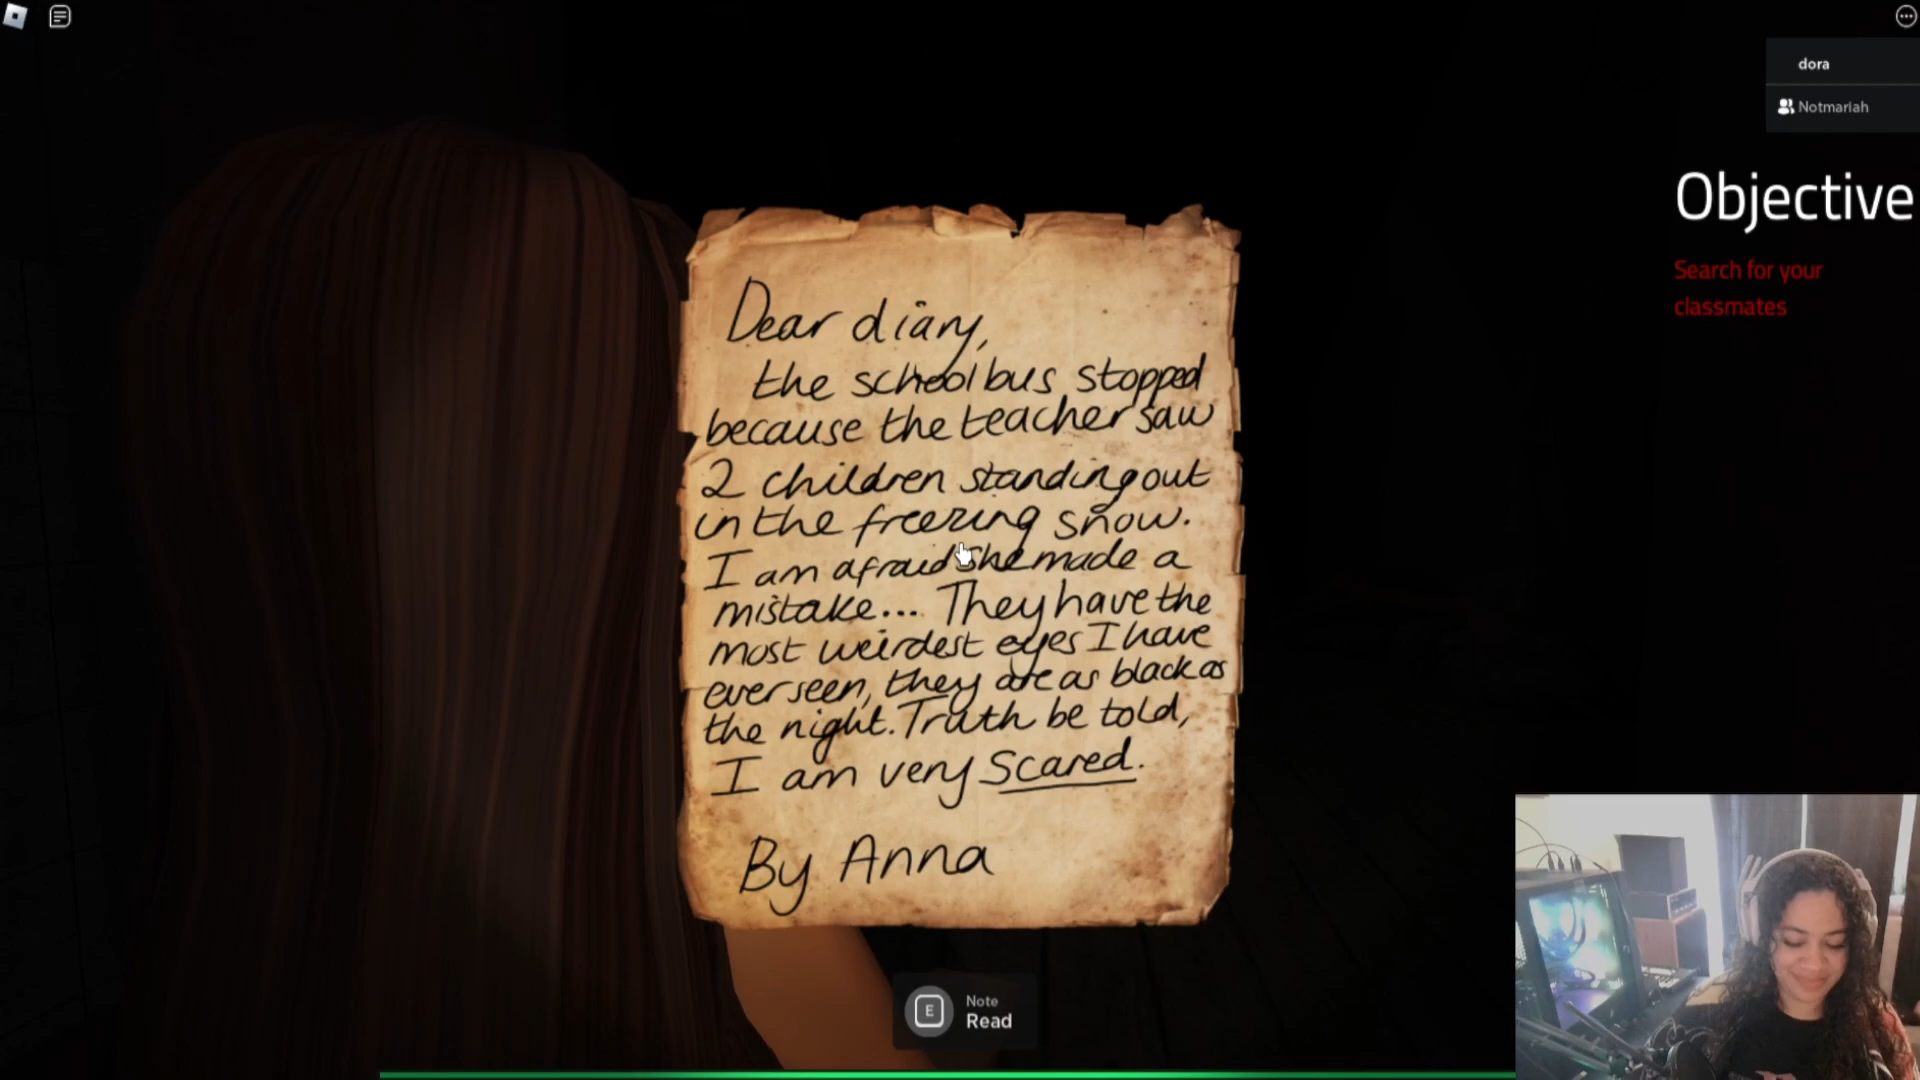 dora
Notmariah
Objective
Search for your
classmates
Dear diary,
the school bus stopped
because the teacher saw
2 children standing out
in the freezing snow.
I am afraid she made a
mistake... They have the
most weirdest eyes I have
ever seen, they are as black as
the night. Truth be told,
I am very Scared.
By Anna
E
Note
Read